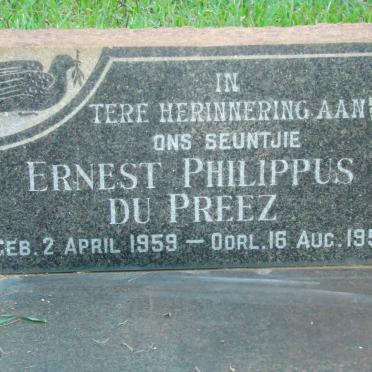 IN
TERE HERINNERING AAN
ONS SEUNTJIE
ERNEST PHILIPPUS
DU PREEZ
GEB. 2 APRIL 1959 — OORL. 16 AUG.